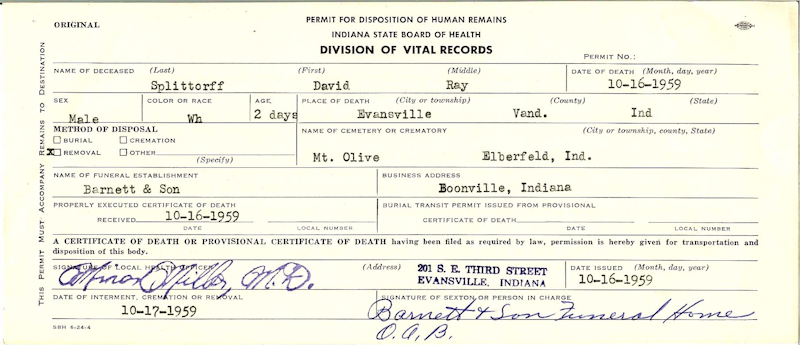 ORIGINAL
PERMIT FOR DISPOSITION OF HUMAN REMAINS
INDIANA STATE BOARD OF HEALTH
DIVISION OF VITAL RECORDS
PERMIT NO.:
THIS PERMIT MUST ACCOMPANY REMAINS TO DESTINATION
NAME OF DECEASED (Last) (First) (Middle) DATE OF DEATH (Month, day, year)
Splittorff David Ray 10-16-1959
SEX COLOR OR RACE AGE PLACE OF DEATH (City or township) (County) (State)
Male Wh 2 days Evansville Vand. Ind
METHOD OF DISPOSAL NAME OF CEMETERY OR CREMATORY (City or township, county, State)
BURIAL CREMATION
X REMOVAL OTHER
(Specify)
Mt. Olive Elberfeld, Ind.
NAME OF FUNERAL ESTABLISHMENT BUSINESS ADDRESS
Barnett & Son Boonville, Indiana
PROPERLY EXECUTED CERTIFICATE OF DEATH BURIAL TRANSIT PERMIT ISSUED FROM PROVISIONAL
RECEIVED 10-16-1959 CERTIFICATE OF DEATH
DATE LOCAL NUMBER DATE LOCAL NUMBER
A CERTIFICATE OF DEATH OR PROVISIONAL CERTIFICATE OF DEATH having been filed as required by law, permission is hereby given for transportation and
disposition of this body.
SIGNATURE OF LOCAL HEALTH OFFICER (Address) 201 S. E. THIRD STREET DATE ISSUED (Month, day, year)
Miller, M.D. EVANSVILLE, INDIANA 10-16-1959
DATE OF INTERMENT, CREMATION OR REMOVAL SIGNATURE OF SEXTON OR PERSON IN CHARGE
10-17-1959 Barnett & Son Funeral Home
O.A.B.
SBH 6-24-4